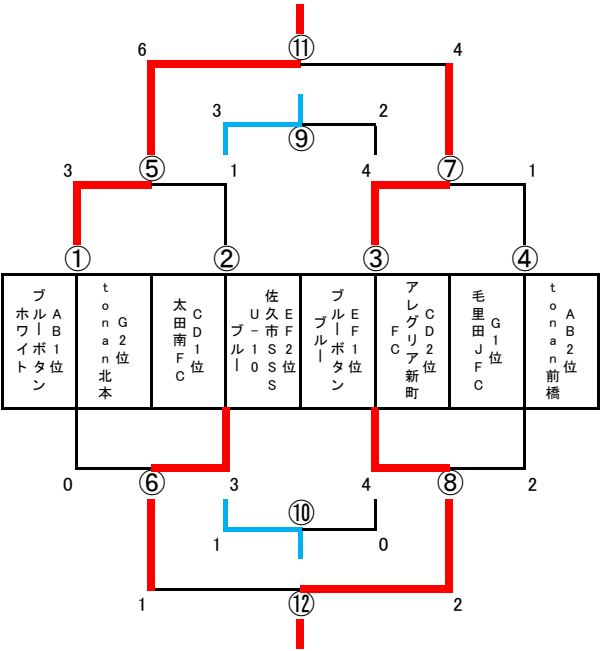 ⑪
6
4
3
2
⑨
3
⑤
1
4
⑦
1
①
②
③
④
AB1位
ブルーボタン
ホワイト
G2位
tonan北本
CD1位
太田南FC
EF2位
佐久市SSS
U-10
ブルー
EF1位
ブルーボタン
ブルー
CD2位
アレグリア新町
FC
G1位
毛里田JFC
AB2位
tonan前橋
0
⑥
3
4
⑧
2
⑩
1
0
1
⑫
2